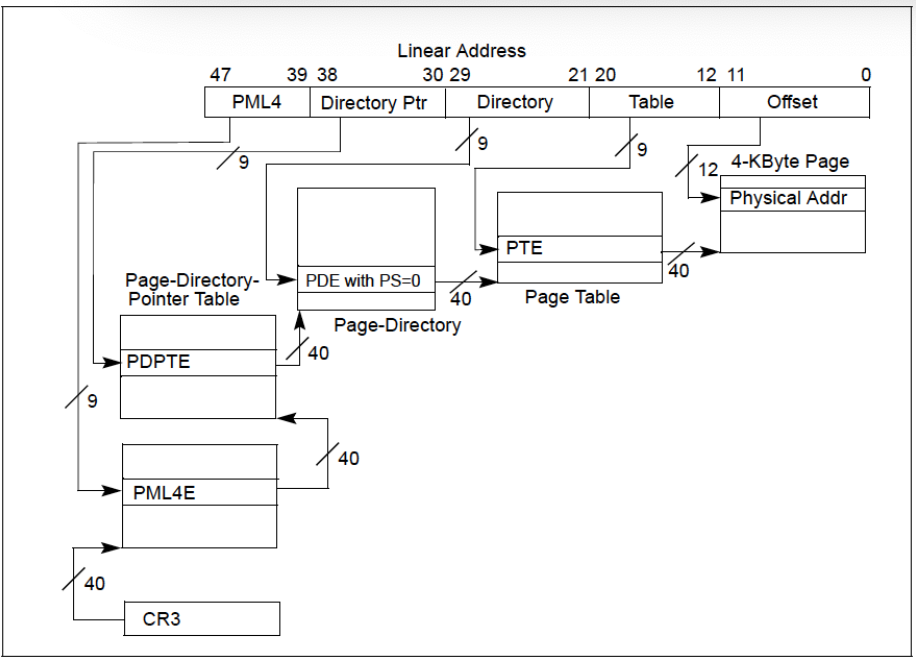 Linear Address
47 39 38 30 29 21 20 12 11 0
PML4 Directory Ptr Directory Table Offset
9 9 9 12 4-KByte Page
Physical Addr
PTE
40
PDE with PS=0 40 Page Table
Page-Directory-
Pointer Table
Page-Directory
40
PDPTE
9
40
PML4E
40
CR3